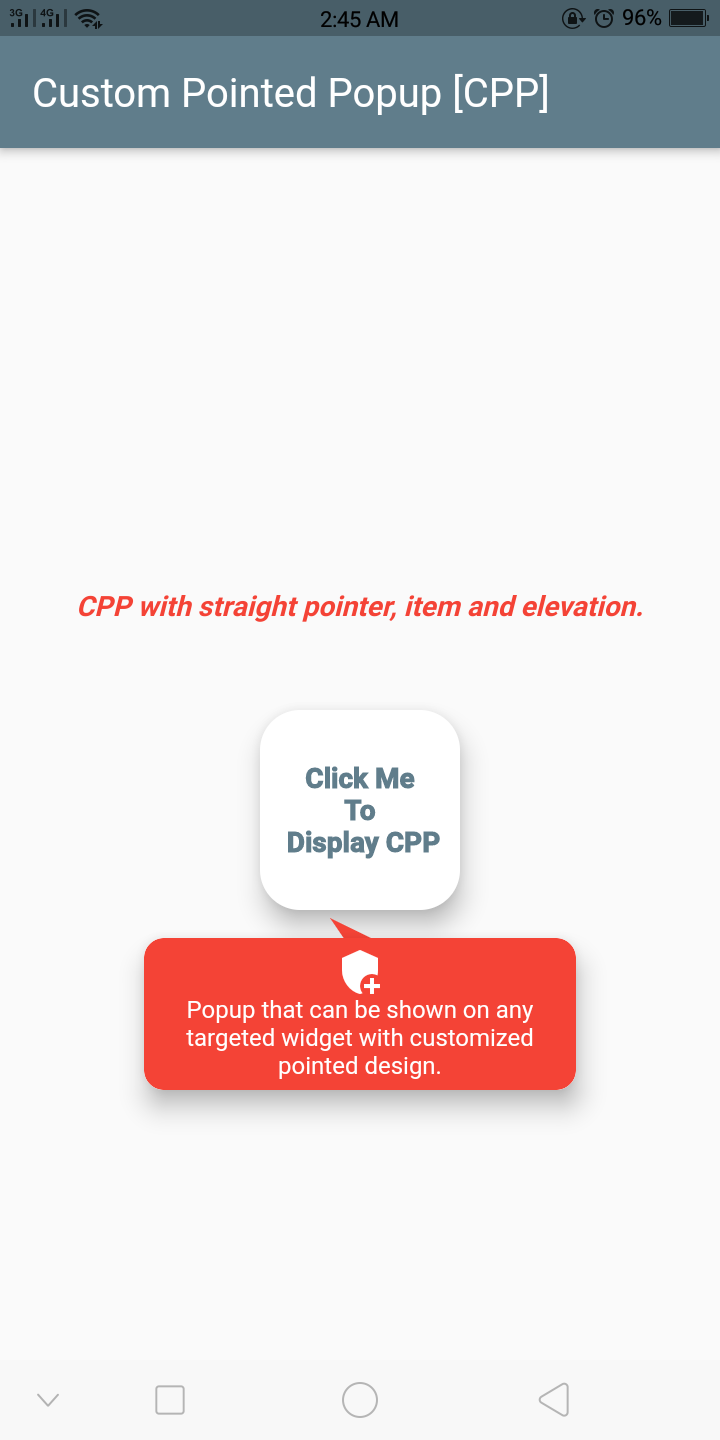 3G 4G 2:45 AM 96%
Custom Pointed Popup [CPP]
CPP with straight pointer, item and elevation.
Click Me
To
Display CPP
Popup that can be shown on any
targeted widget with customized
pointed design.